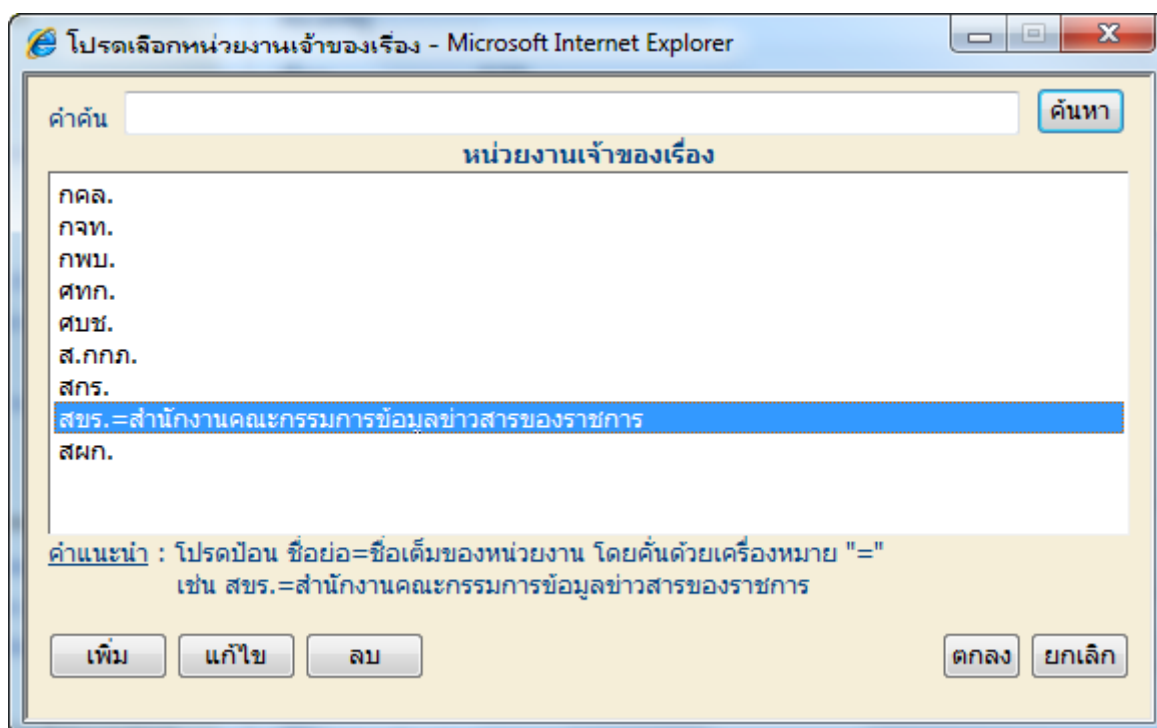 โปรดเลือกหน่วยงานเจ้าของเรื่อง - Microsoft Internet Explorer
คำค้น ค้นหา
หน่วยงานเจ้าของเรื่อง
กคล.
กจท.
กพบ.
ศทก.
ศบช.
ส.กกภ.
สกร.
สขร.=สำนักงานคณะกรรมการข้อมูลข่าวสารของราชการ
สผก.
คำแนะนำ : โปรดป้อน ชื่อย่อ=ชื่อเต็มของหน่วยงาน โดยคั่นด้วยเครื่องหมาย "="
เช่น สขร.=สำนักงานคณะกรรมการข้อมูลข่าวสารของราชการ
เพิ่ม แก้ไข ลบ ตกลง ยกเลิก